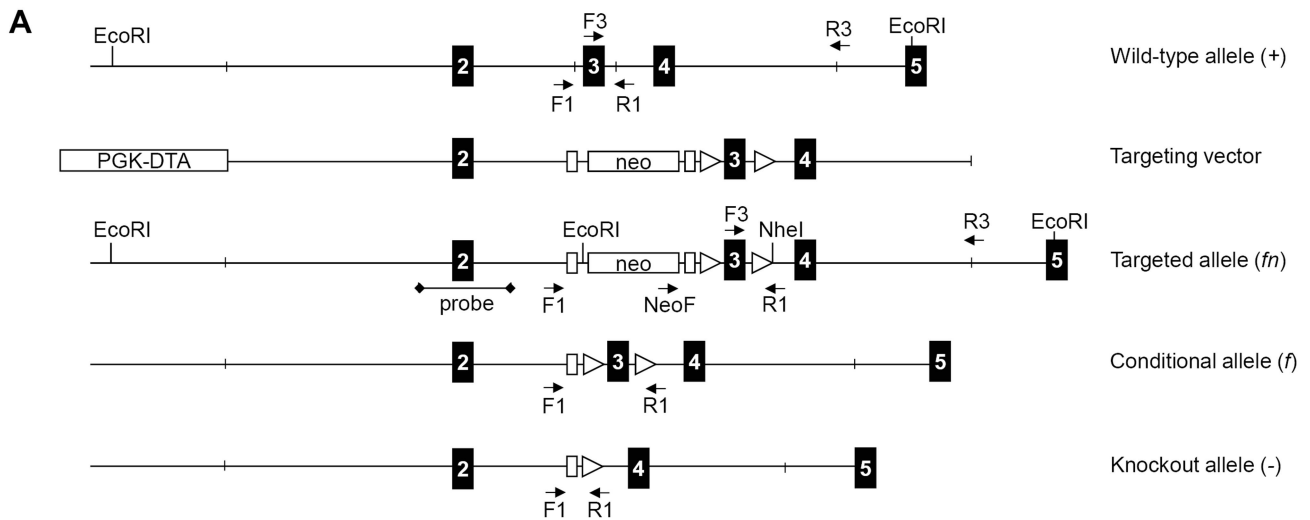 A
EcoRI F3 R3 EcoRI
2 3 4 5 Wild-type allele (+)
F1 R1
PGK-DTA 2 neo 3 4 Targeting vector
EcoRI EcoRI F3 NheI R3 EcoRI
2 neo 3 4 5 Targeted allele (fn)
probe F1 NeoF R1
2 3 4 5 Conditional allele (f)
F1 R1
2 4 5 Knockout allele (-)
F1 R1